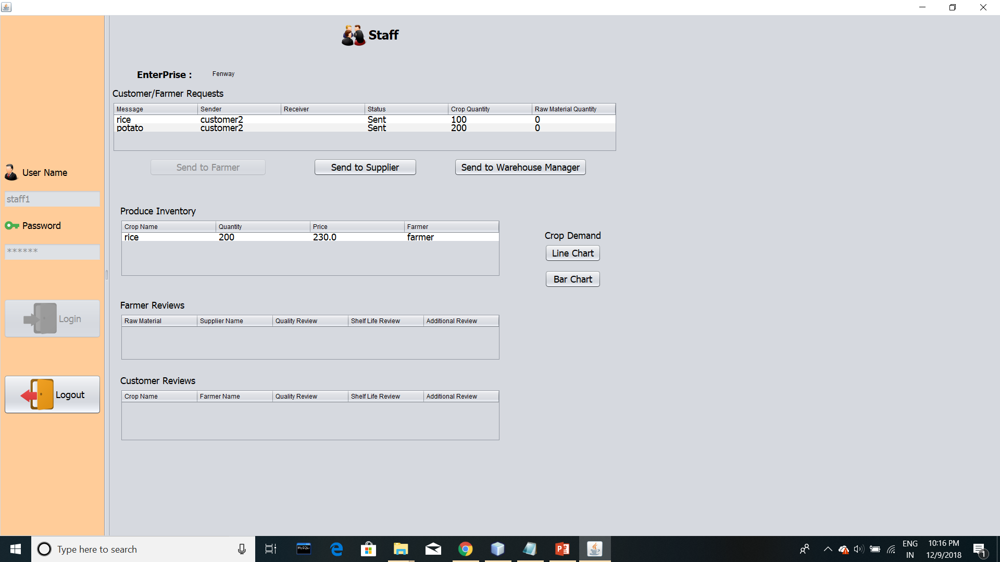 Staff
EnterPrise : Fenway
Customer/Farmer Requests
Message Sender Receiver Status Crop Quantity Raw Material Quantity
rice customer2 Sent 100 0
potato customer2 Sent 200 0
Send to Farmer Send to Supplier Send to Warehouse Manager
User Name
staff1
Password
******
Login
Logout
Produce Inventory
Crop Name Quantity Price Farmer
rice 200 230.0 farmer
Crop Demand
Line Chart
Bar Chart
Farmer Reviews
Raw Material Supplier Name Quality Review Shelf Life Review Additional Review
Customer Reviews
Crop Name Farmer Name Quality Review Shelf Life Review Additional Review
Type here to search
ENG
IN
10:16 PM
12/9/2018
1